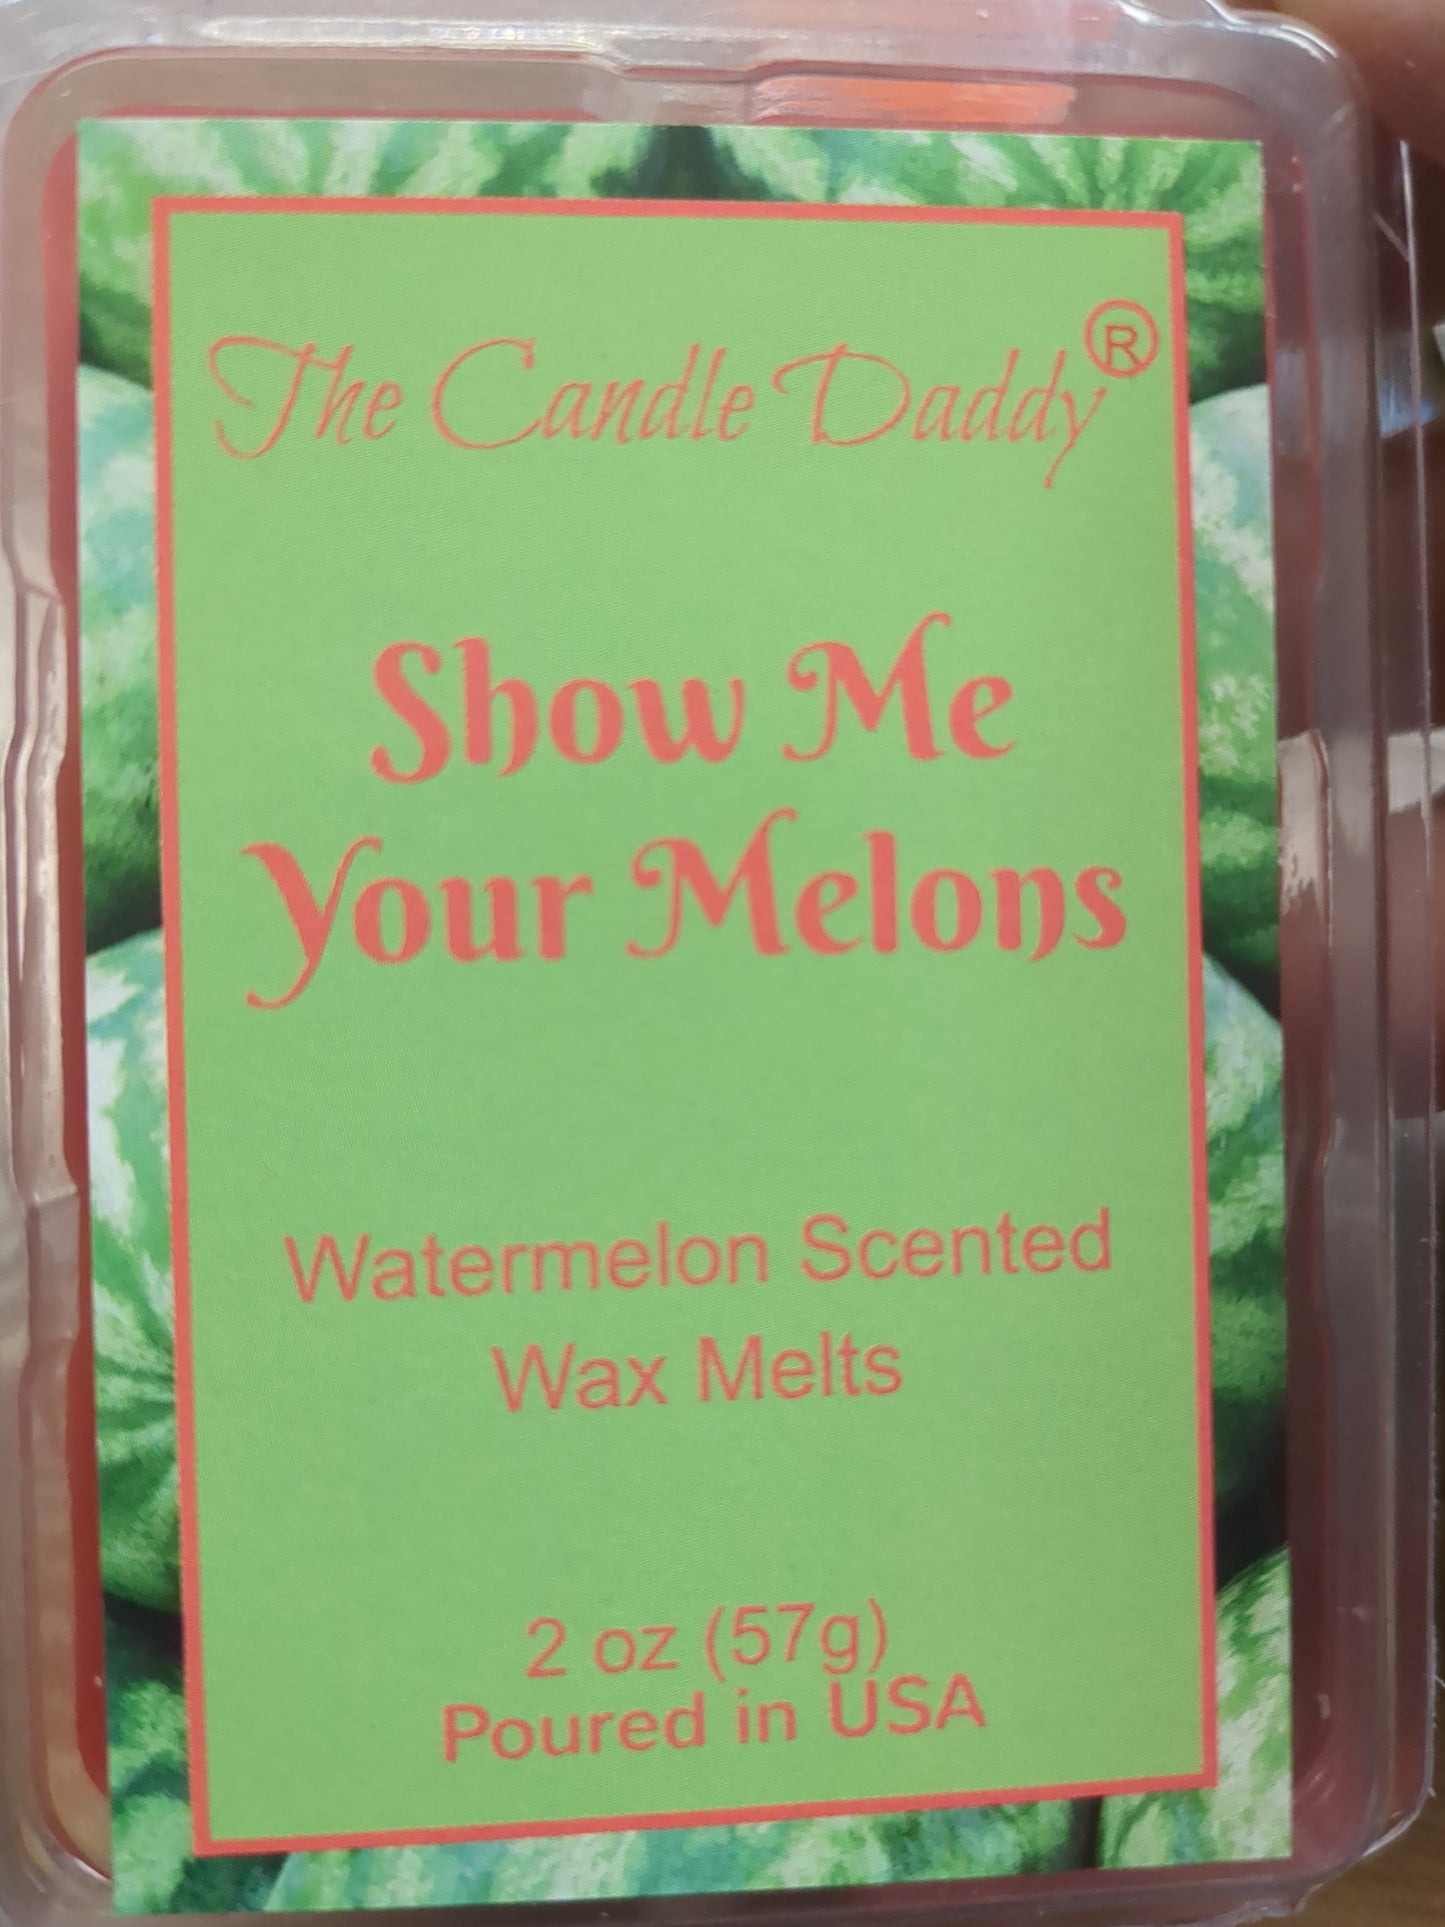 The Candle Daddy®
Show Me
Your Melons
Watermelon Scented
Wax Melts
2 oz (57g)
Poured in USA